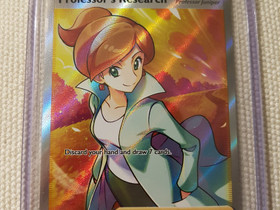 Professor's Research
Professor Juniper
Discard your hand and draw 7 cards.